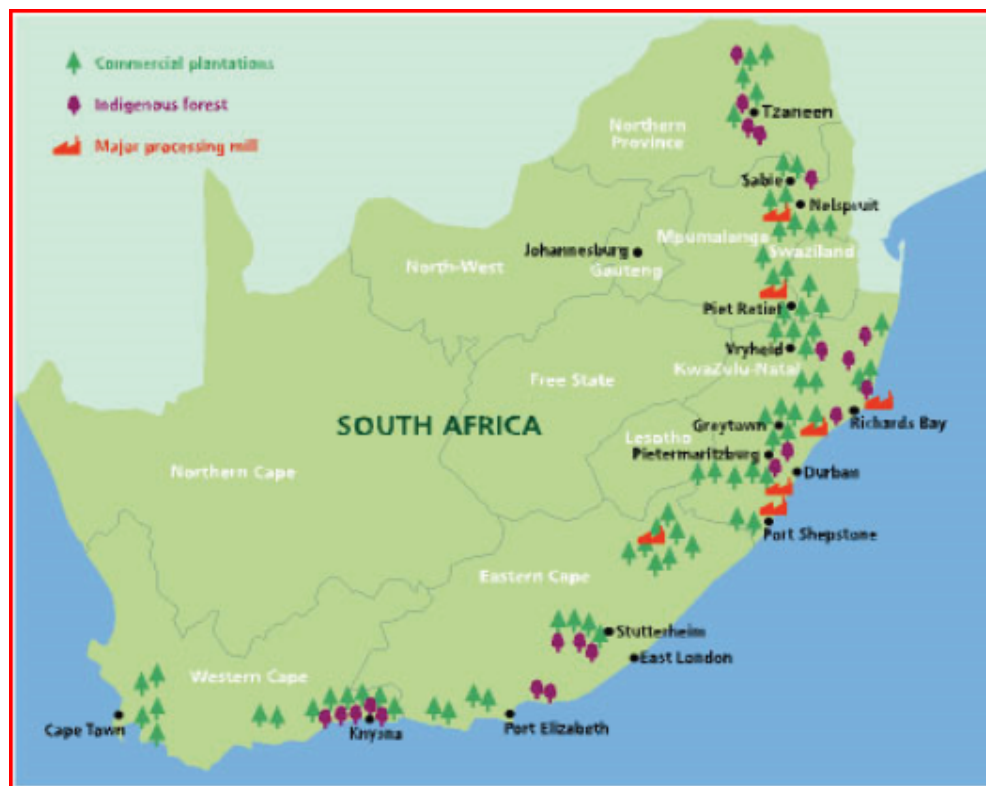 Commercial plantations
Indigenous forest
Major processing mill
Tzaneen
Northern
Province
Sabie
Nelspruit
Mpumalanga
Swaziland
Johannesburg
Gauteng
North-West
Piet Retief
Vryheid
KwaZulu-Natal
Free State
SOUTH AFRICA
Greytown
Richards Bay
Lesotho
Pietermaritzburg
Durban
Northern Cape
Port Shepstone
Eastern Cape
Stutterheim
East London
Western Cape
Cape Town
Knysna
Port Elizabeth